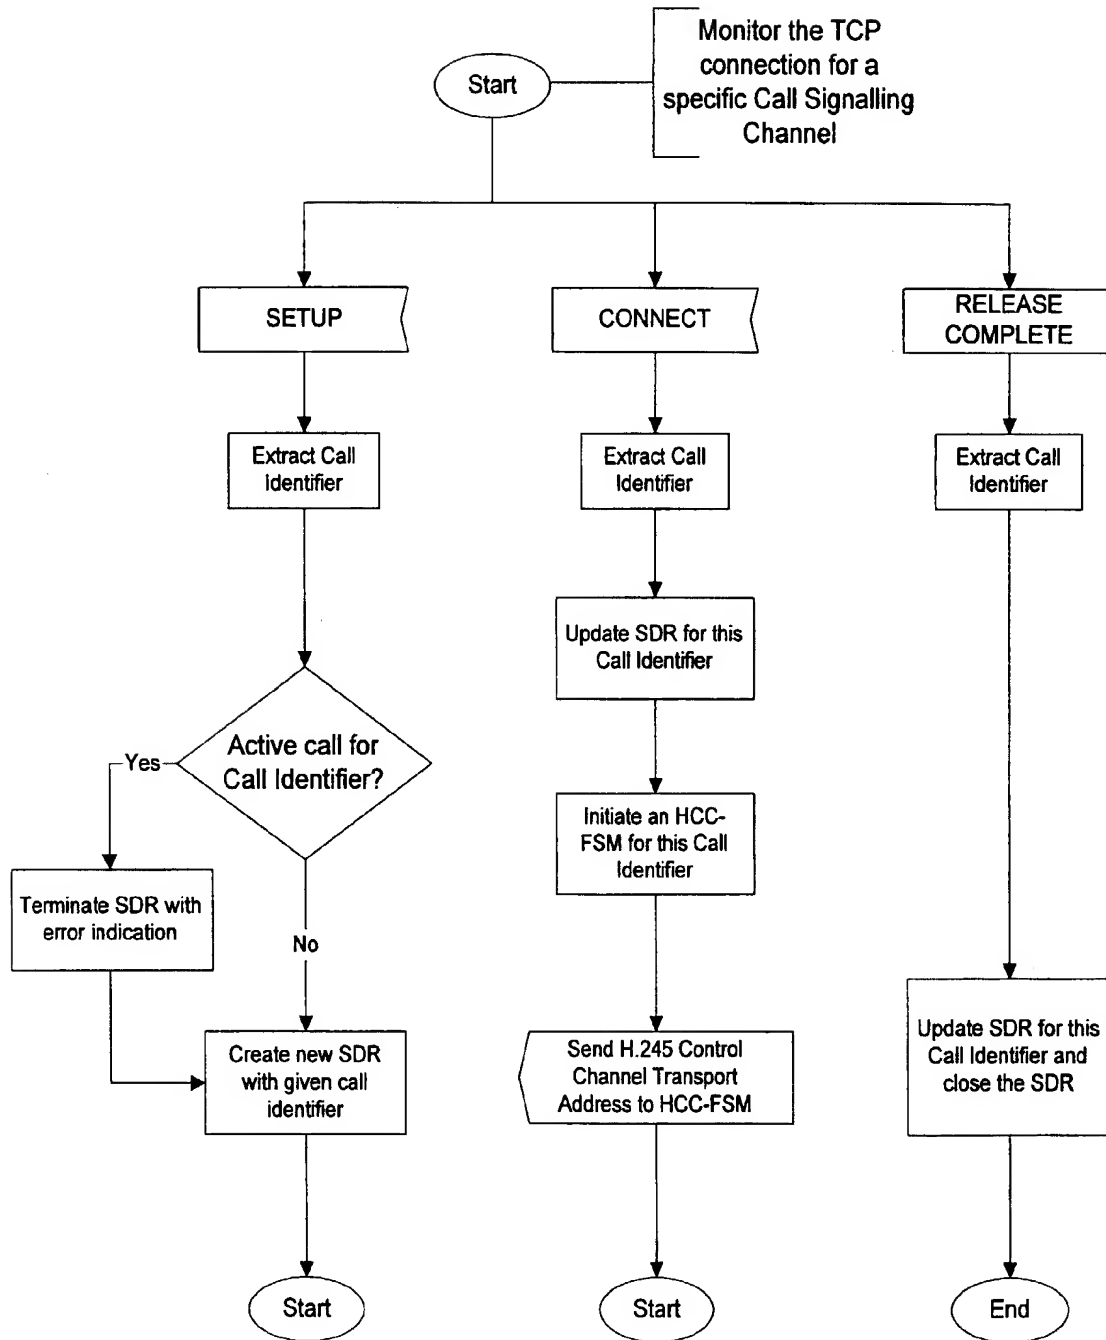 Start
Monitor the TCP
connection for a
specific Call Signalling
Channel
SETUP
CONNECT
RELEASE
COMPLETE
Extract Call
Identifier
Extract Call
Identifier
Extract Call
Identifier
Update SDR for this
Call Identifier
Active call for
Call Identifier?
Yes
No
Initiate an HCC-
FSM for this Call
Identifier
Terminate SDR with
error indication
Create new SDR
with given call
identifier
Send H.245 Control
Channel Transport
Address to HCC-FSM
Update SDR for this
Call Identifier and
close the SDR
Start
Start
End